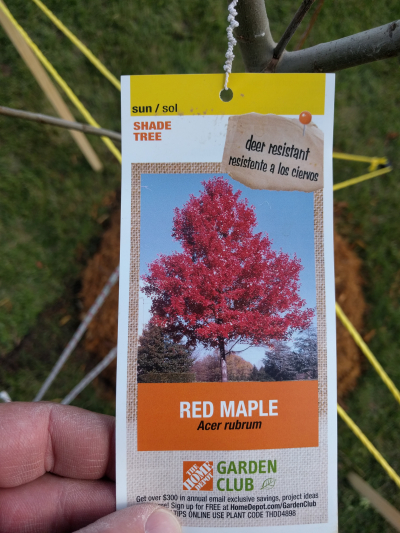 sun / sol
SHADE
TREE
deer resistant
resistente a los ciervos
RED MAPLE
Acer rubrum
THE HOME DEPOT
GARDEN
CLUB
Get over $300 in annual email exclusive savings, project ideas
Sign up for FREE at HomeDepot.com/GardenClub
TIPS ONLINE USE PLANT CODE THDD4898